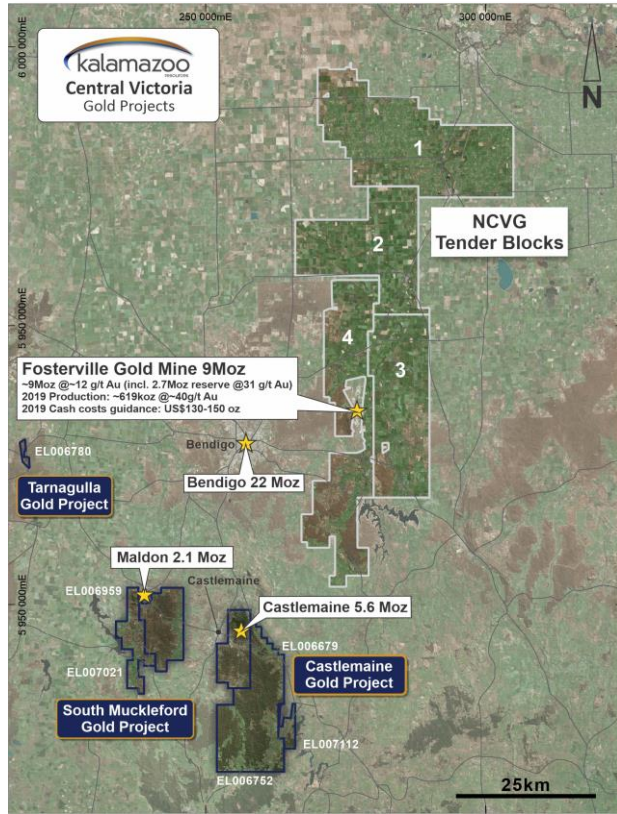 250 000mE
300 000mE
6 000 000mE
kalamazoo
RESOURCES
Central Victoria
Gold Projects
N
1
NCVG
Tender Blocks
2
5 950 000mE
4
3
Fosterville Gold Mine 9Moz
~9Moz @~12 g/t Au (incl. 2.7Moz reserve @31 g/t Au)
2019 Production: ~619koz @~40g/t Au
2019 Cash costs guidance: US$130-150 oz
Bendigo
EL006780
Tarnagulla
Gold Project
Bendigo 22 Moz
Maldon 2.1 Moz
5 950 000mE
EL006959
Castlemaine
Castlemaine 5.6 Moz
EL006679
Castlemaine
Gold Project
EL007021
South Muckleford
Gold Project
EL007112
EL006752
25km